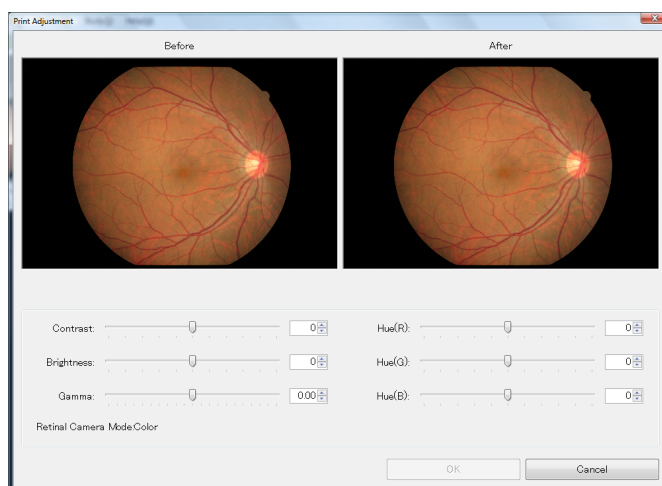 Print Adjustment
Before After
Contrast: 0 Hue(R): 0
Brightness: 0 Hue(G): 0
Gamma: 0.00 Hue(B): 0
Retinal Camera Mode:Color
OK Cancel